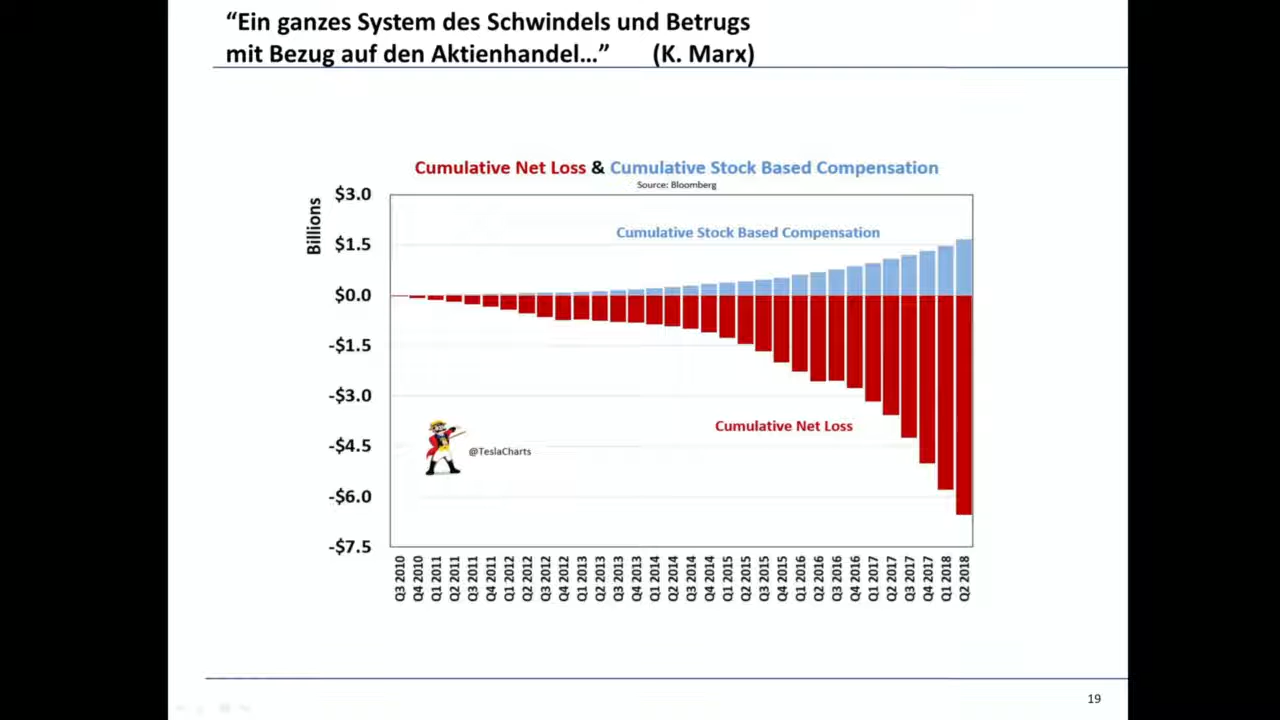 “Ein ganzes System des Schwindels und Betrugs
mit Bezug auf den Aktienhandel…” (K. Marx)
Cumulative Net Loss & Cumulative Stock Based Compensation
Source: Bloomberg
Billions
$3.0
$1.5
$0.0
-$1.5
-$3.0
-$4.5
-$6.0
-$7.5
Cumulative Stock Based Compensation
Cumulative Net Loss
@TeslaCharts
Q3 2010
Q4 2010
Q1 2011
Q2 2011
Q3 2011
Q4 2011
Q1 2012
Q2 2012
Q3 2012
Q4 2012
Q1 2013
Q2 2013
Q3 2013
Q4 2013
Q1 2014
Q2 2014
Q3 2014
Q4 2014
Q1 2015
Q2 2015
Q3 2015
Q4 2015
Q1 2016
Q2 2016
Q3 2016
Q4 2016
Q1 2017
Q2 2017
Q3 2017
Q4 2017
Q1 2018
Q2 2018
19